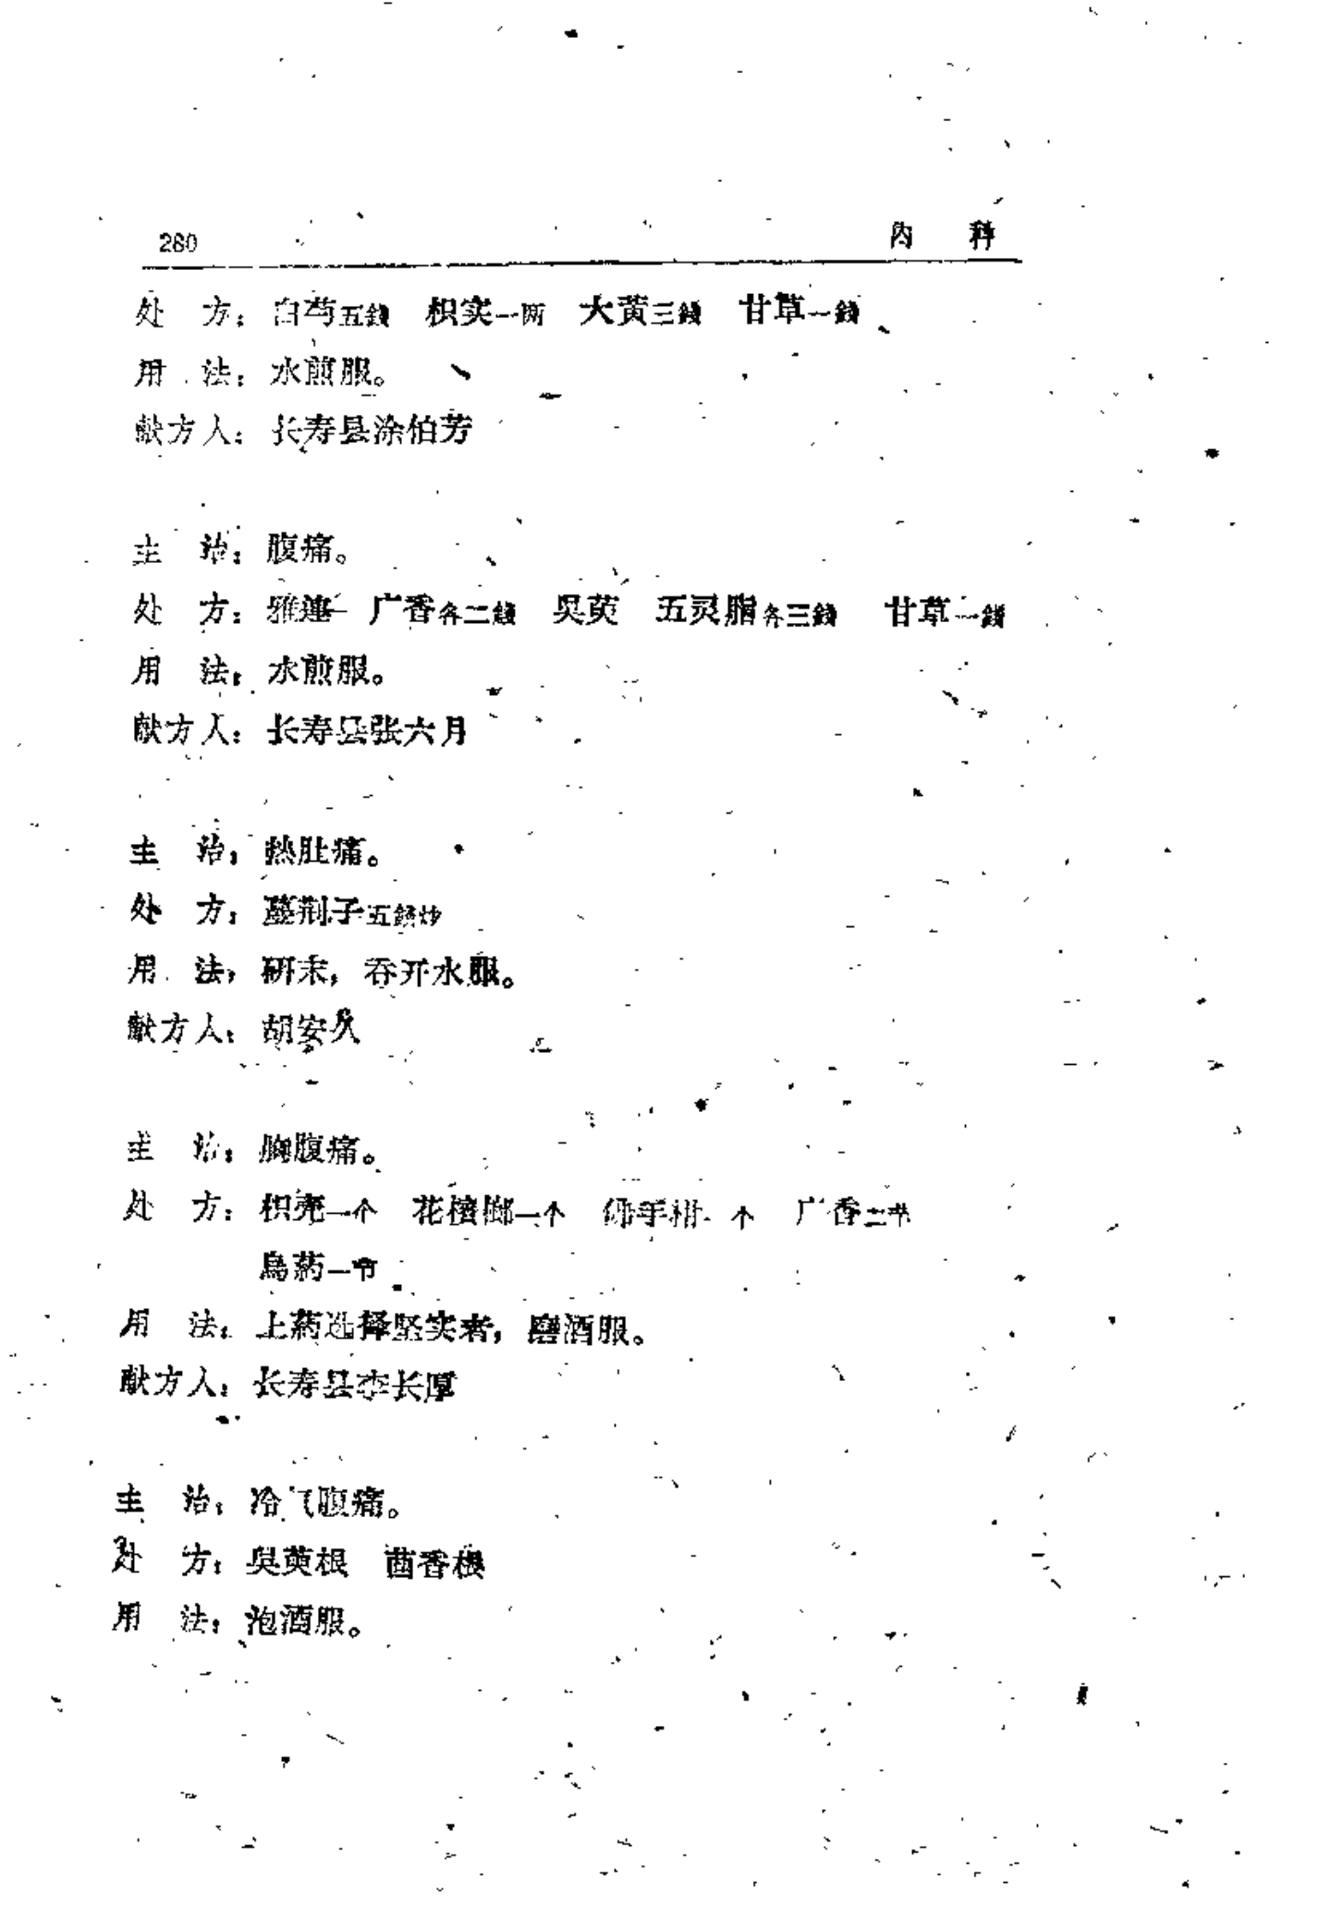 280 内 科
处 方：白芍五錢 枳实一兩 大黄三錢 甘草一錢
用 法：水煎服。
献方人：长寿县涂伯芳
主 治：腹痛。
处 方：雅連 广香各二錢 吳萸 五灵脂各三錢 甘草一錢
用 法：水煎服。
献方人：长寿县张六月
主 治：热肚痛。
处 方：蔓荆子五錢炒
用 法：研末，吞开水服。
献方人：胡安久
主 治：胸腹痛。
处 方：枳壳一个 花檳榔一个 佛手柑 个 广香二节
烏葯一节
用 法：上葯选择坚实者，磨酒服。
献方人：长寿县李长厚
主 治：冷气腹痛。
处 方：吳萸根 茴香根
用 法：泡酒服。